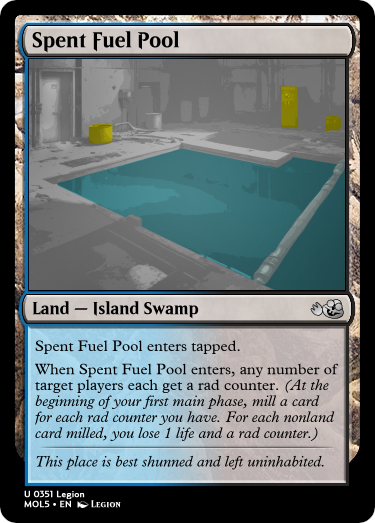 Spent Fuel Pool
Land — Island Swamp
Spent Fuel Pool enters tapped.
When Spent Fuel Pool enters, any number of
target players each get a rad counter. (At the
beginning of your first main phase, mill a card
for each rad counter you have. For each nonland
card milled, you lose 1 life and a rad counter.)
This place is best shunned and left uninhabited.
U 0351 Legion
MOL5 • EN Legion